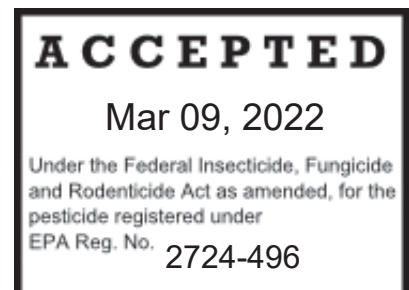 ACCEPTED
Mar 09, 2022
Under the Federal Insecticide, Fungicide
and Rodenticide Act as amended, for the
pesticide registered under
EPA Reg. No. 2724-496